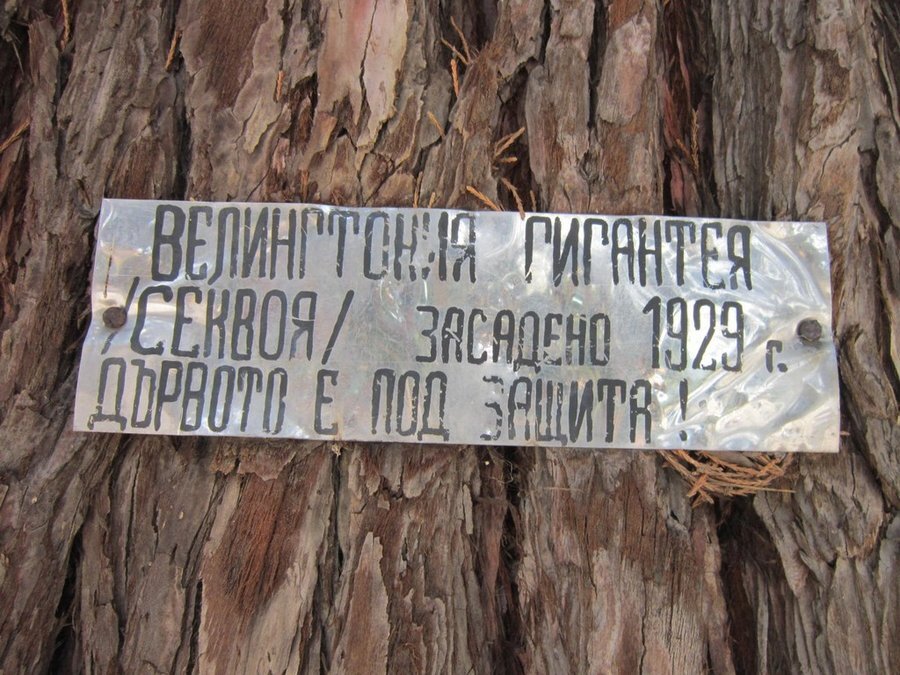 ВЕЛИНГТОНИЯ ГИГАНТЕЯ
/СЕКВОЯ/ ЗАСАДЕНО 1929 г.
ДЪРВОТО Е ПОД ЗАЩИТА !